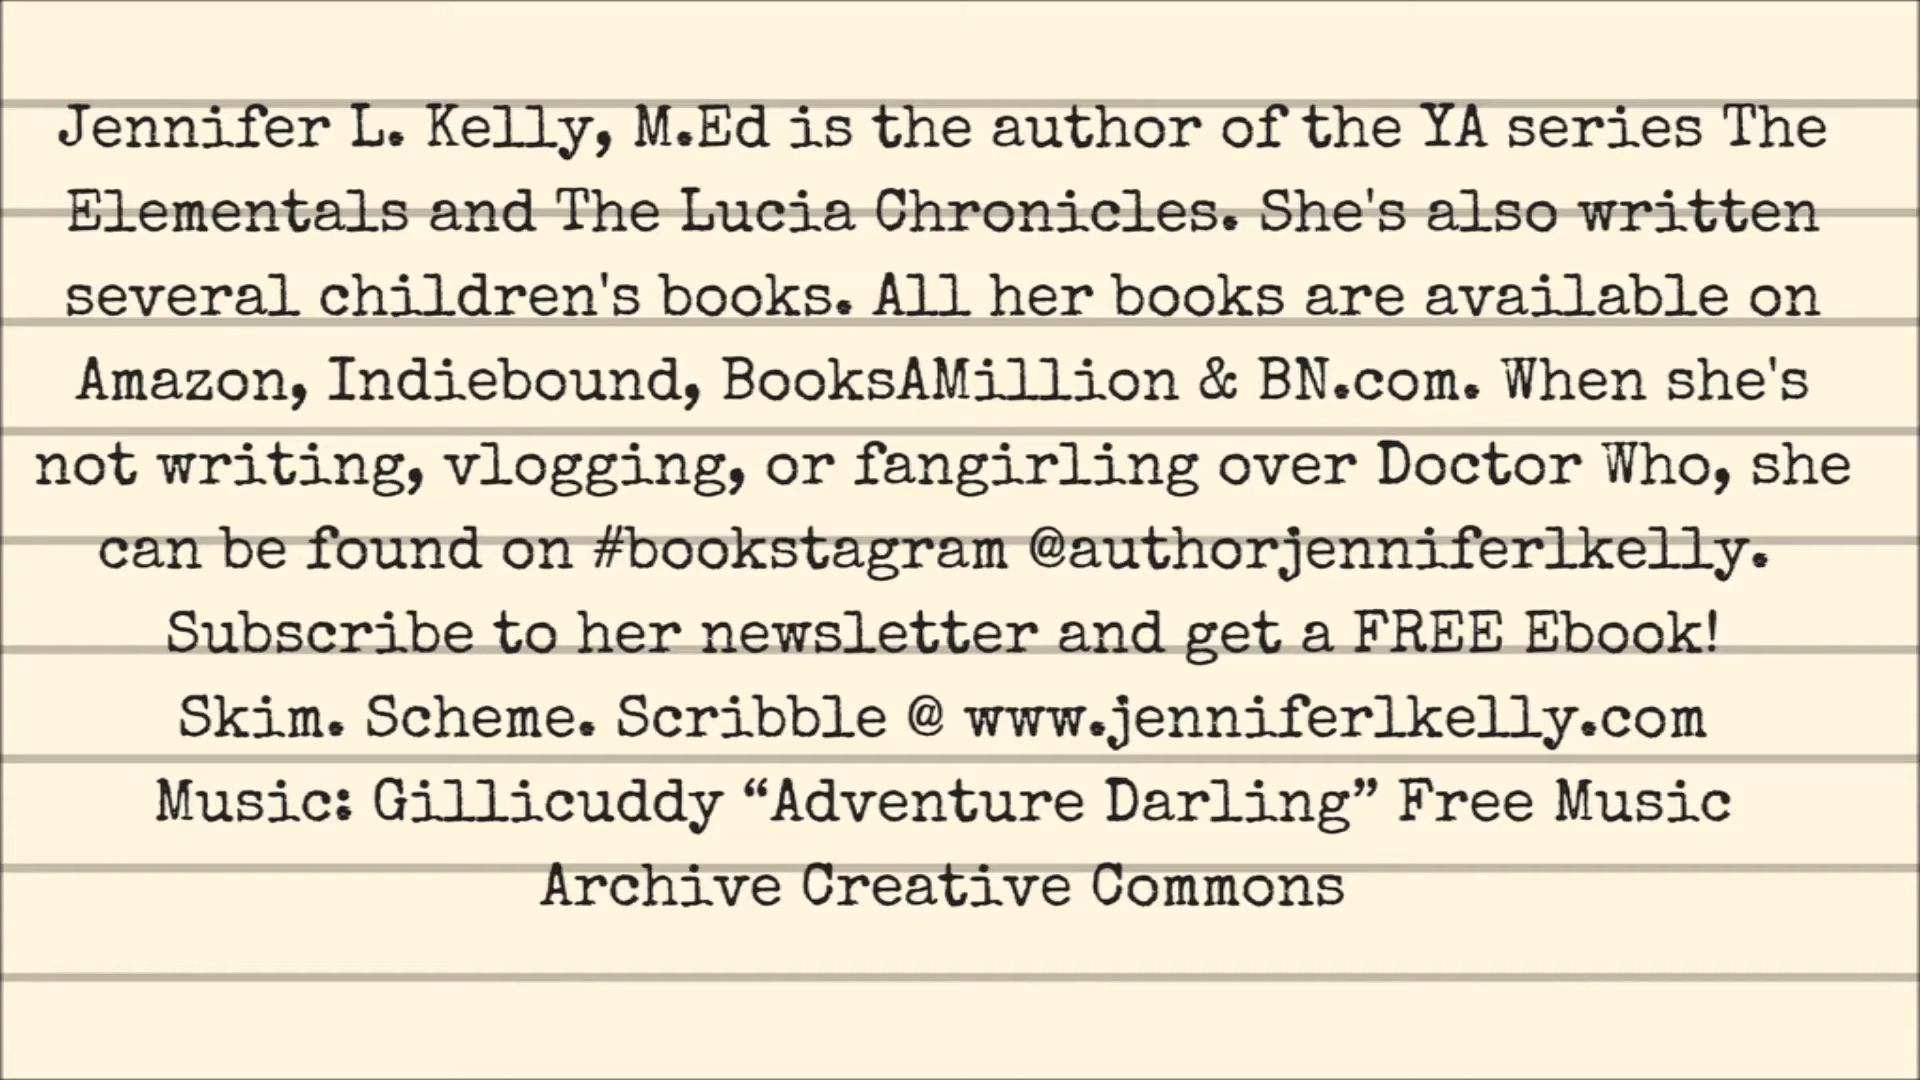 Jennifer L. Kelly, M.Ed is the author of the YA series The
Elementals and The Lucia Chronicles. She's also written
several children's books. All her books are available on
Amazon, Indiebound, BooksAMillion & BN.com. When she's
not writing, vlogging, or fangirling over Doctor Who, she
can be found on #bookstagram @authorjenniferlkelly.
Subscribe to her newsletter and get a FREE Ebook!
Skim. Scheme. Scribble @ www.jenniferlkelly.com
Music: Gillicuddy “Adventure Darling” Free Music
Archive Creative Commons